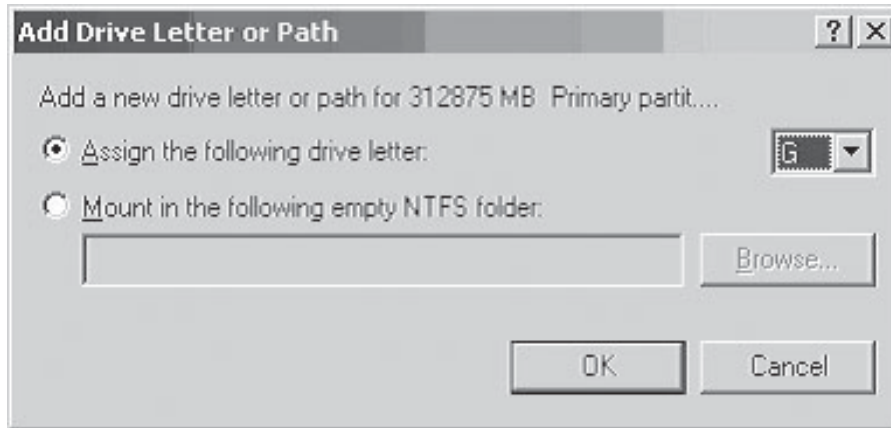 Add Drive Letter or Path
Add a new drive letter or path for 312875 MB Primary partit....
Assign the following drive letter: G
Mount in the following empty NTFS folder:
Browse...
OK Cancel